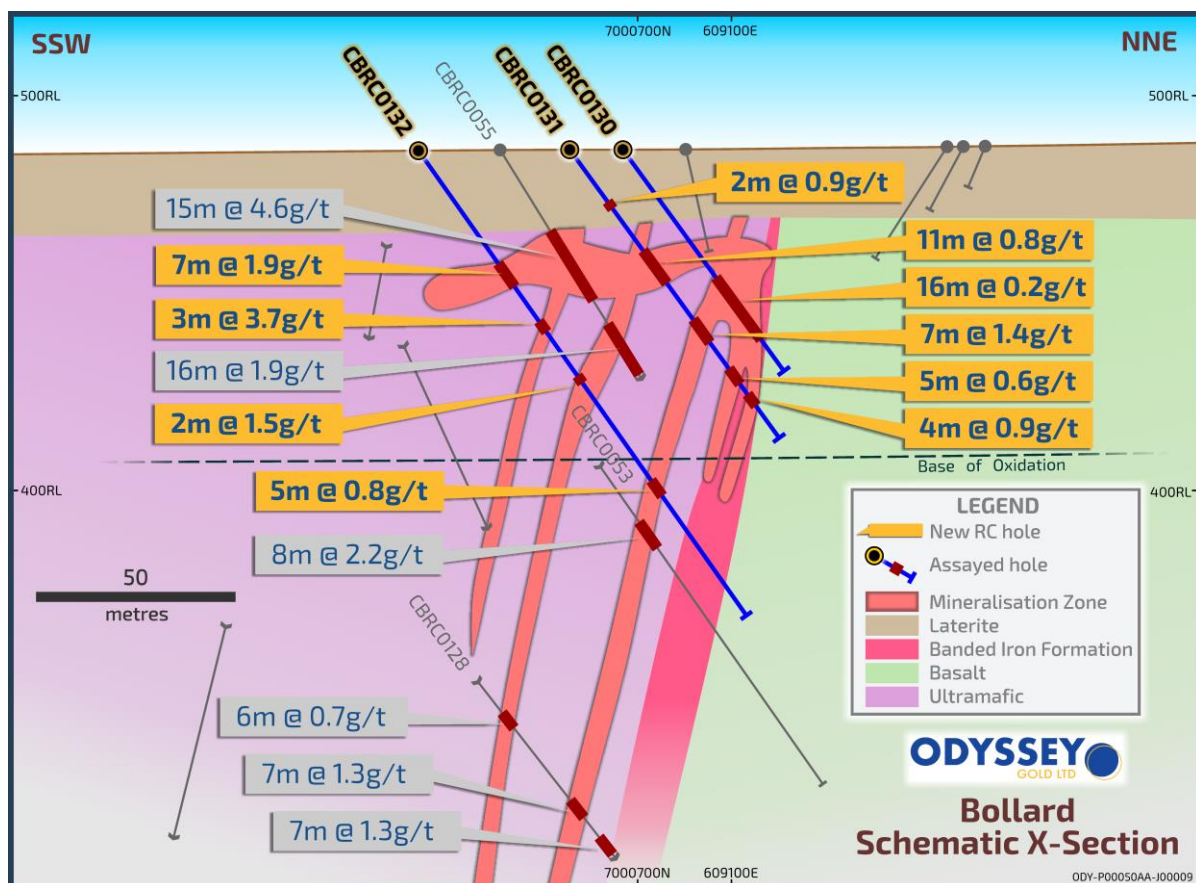 7000700N 609100E
SSW
NNE
500RL
500RL
CBRC0132
CBRC0055
CBRC0131
CBRC0130
2m @ 0.9g/t
15m @ 4.6g/t
7m @ 1.9g/t
3m @ 3.7g/t
16m @ 1.9g/t
2m @ 1.5g/t
11m @ 0.8g/t
16m @ 0.2g/t
7m @ 1.4g/t
5m @ 0.6g/t
4m @ 0.9g/t
CBRC0053
Base of Oxidation
400RL
400RL
5m @ 0.8g/t
8m @ 2.2g/t
50
metres
CBRC0128
6m @ 0.7g/t
7m @ 1.3g/t
7m @ 1.3g/t
LEGEND
New RC hole
Assayed hole
Mineralisation Zone
Laterite
Banded Iron Formation
Basalt
Ultramafic
ODYSSEY
GOLD LTD
Bollard
Schematic X-Section
7000700N 609100E
ODY-P00050AA-J00009